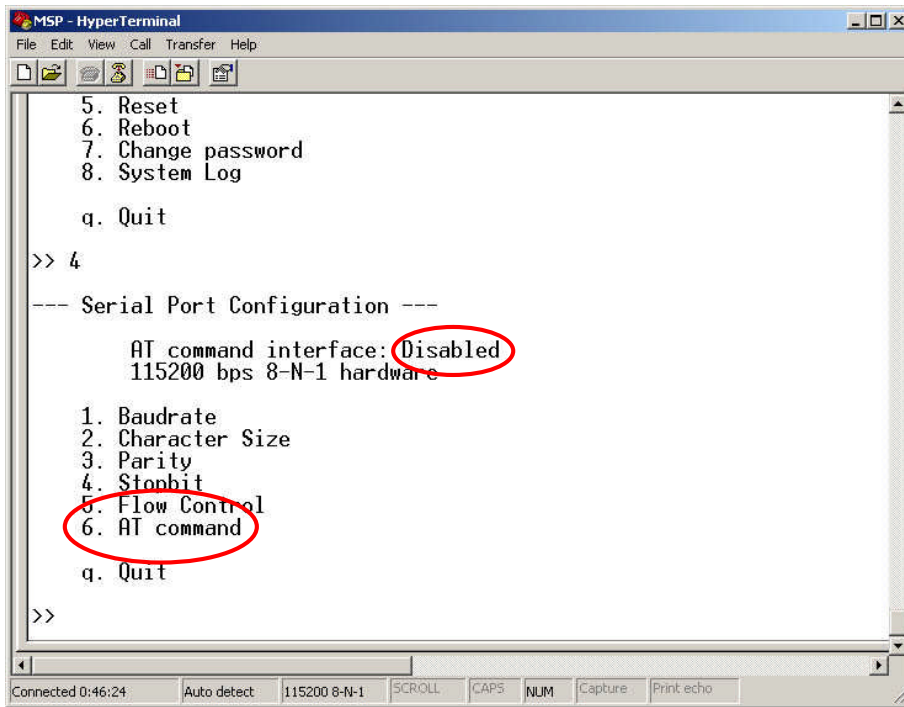 MSP - HyperTerminal
File Edit View Call Transfer Help
5. Reset
6. Reboot
7. Change password
8. System Log
q. Quit
>> 4
--- Serial Port Configuration ---
AT command interface: Disabled
115200 bps 8-N-1 hardware
1. Baudrate
2. Character Size
3. Parity
4. Stopbit
5. Flow Control
6. AT command
q. Quit
>>
Connected 0:46:24 Auto detect 115200 8-N-1 SCROLL CAPS NUM Capture Print echo